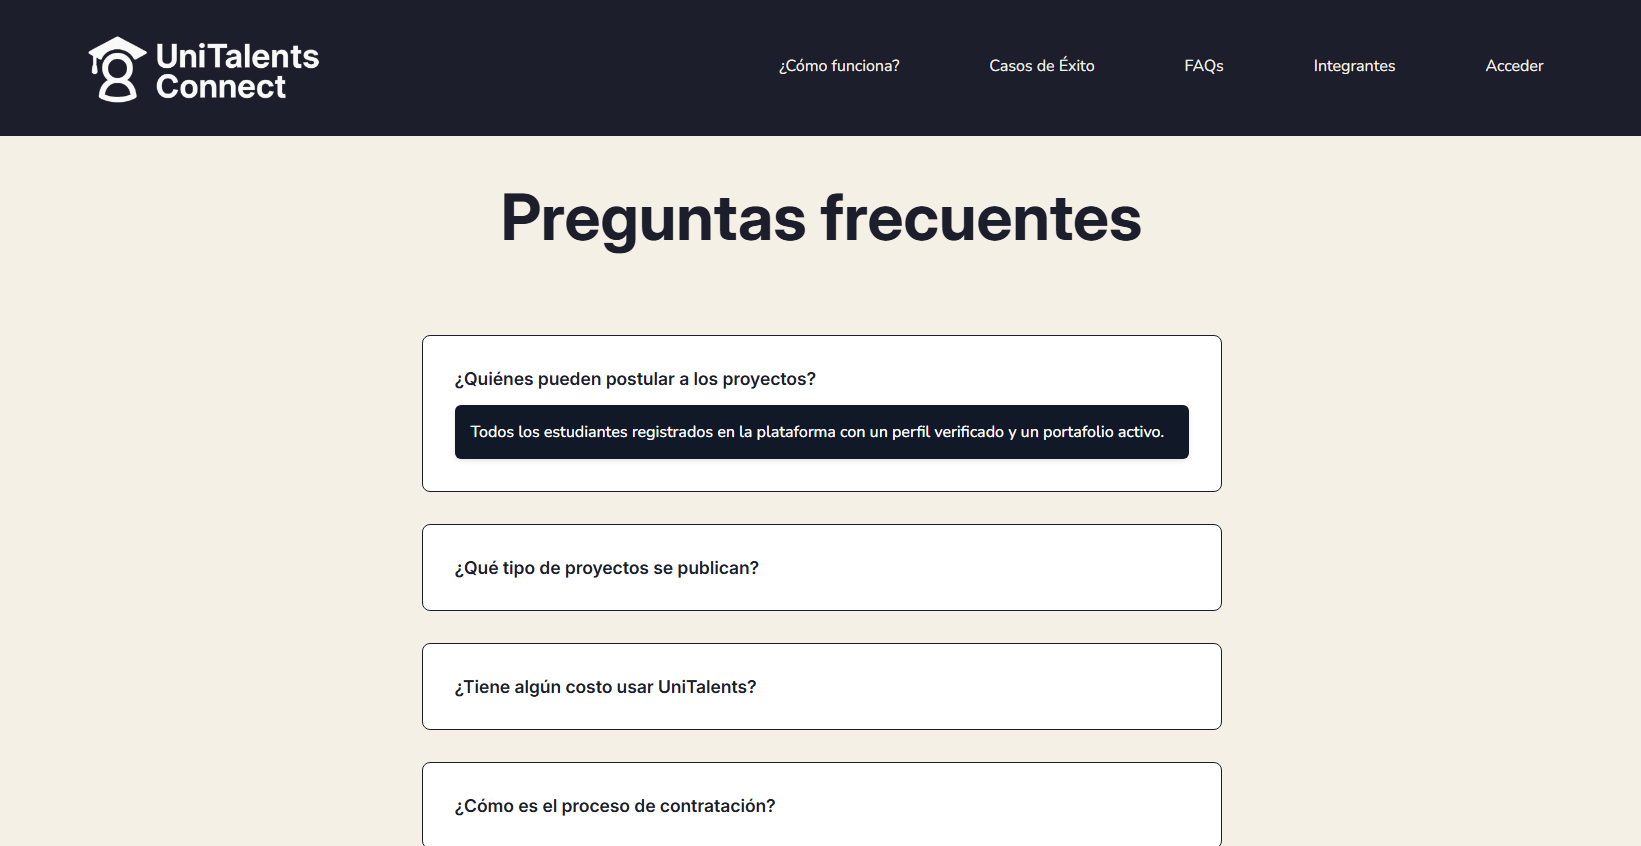 UniTalents
Connect
¿Cómo funciona?
Casos de Éxito
FAQs
Integrantes
Acceder
Preguntas frecuentes
¿Quiénes pueden postular a los proyectos?
Todos los estudiantes registrados en la plataforma con un perfil verificado y un portafolio activo.
¿Qué tipo de proyectos se publican?
¿Tiene algún costo usar UniTalents?
¿Cómo es el proceso de contratación?